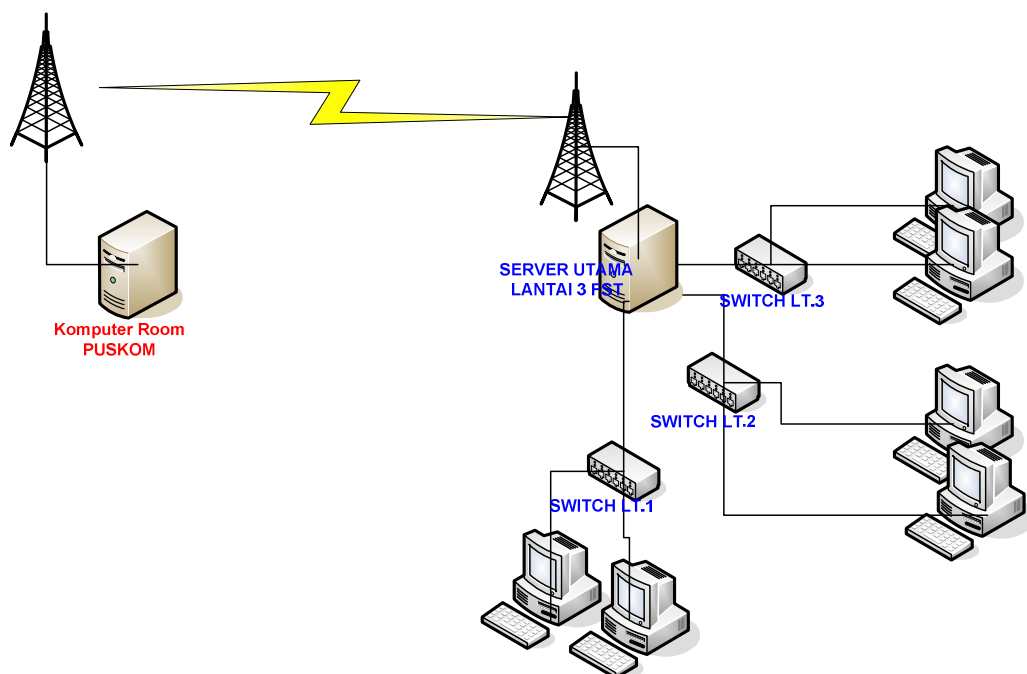 SERVER UTAMA
LANTAI 3 FST
SWITCH LT.3
Komputer Room
PUSKOM
SWITCH LT.2
SWITCH LT.1